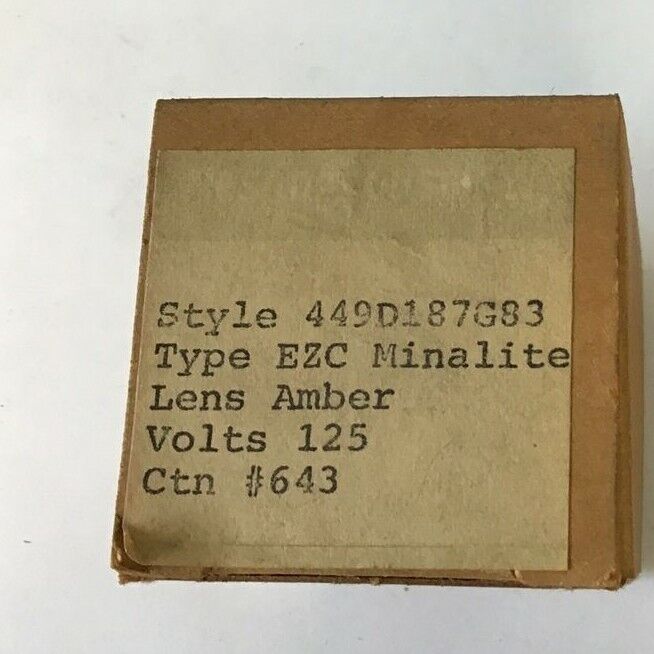 Style 449D187G83
Type EZC Minalite
Lens Amber
Volts 125
Ctn #643